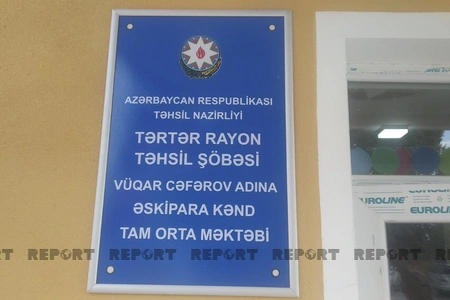 AZƏRBAYCAN RESPUBLİKASI
TƏHSİL NAZİRLİYİ
TƏRTƏR RAYON
TƏHSİL ŞÖBƏSİ
VÜQAR CƏFƏROV ADINA
ƏSKİPARA KƏND
TAM ORTA MƏKTƏBİ
EUROLINE
EUROLINE
REPORT REPORT REPORT REPORT